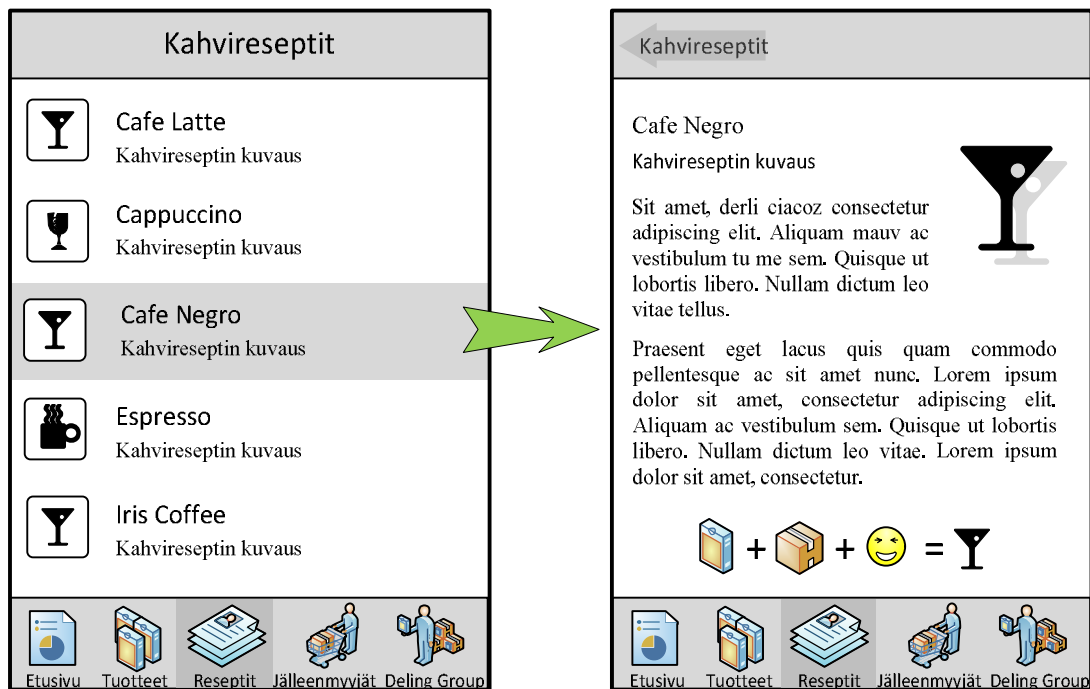 Kahvireseptit
Cafe Latte
Kahvireseptin kuvaus
Cappuccino
Kahvireseptin kuvaus
Cafe Negro
Kahvireseptin kuvaus
Espresso
Kahvireseptin kuvaus
Iris Coffee
Kahvireseptin kuvaus
Etusivu Tuotteet Reseptit Jälleenmyyjät Deling Group
Kahvireseptit
Cafe Negro
Kahvireseptin kuvaus
Sit amet, derli ciacoz consectetur
adipiscing elit. Aliquam mauv ac
vestibulum tu me sem. Quisque ut
lobortis libero. Nullam dictum leo
vitae tellus.
Praesent eget lacus quis quam commodo
pellentesque ac sit amet nunc. Lorem ipsum
dolor sit amet, consectetur adipiscing elit.
Aliquam ac vestibulum sem. Quisque ut lobortis
libero. Nullam dictum leo vitae. Lorem ipsum
dolor sit amet, consectetur.
+ + =
Etusivu Tuotteet Reseptit Jälleenmyyjät Deling Group